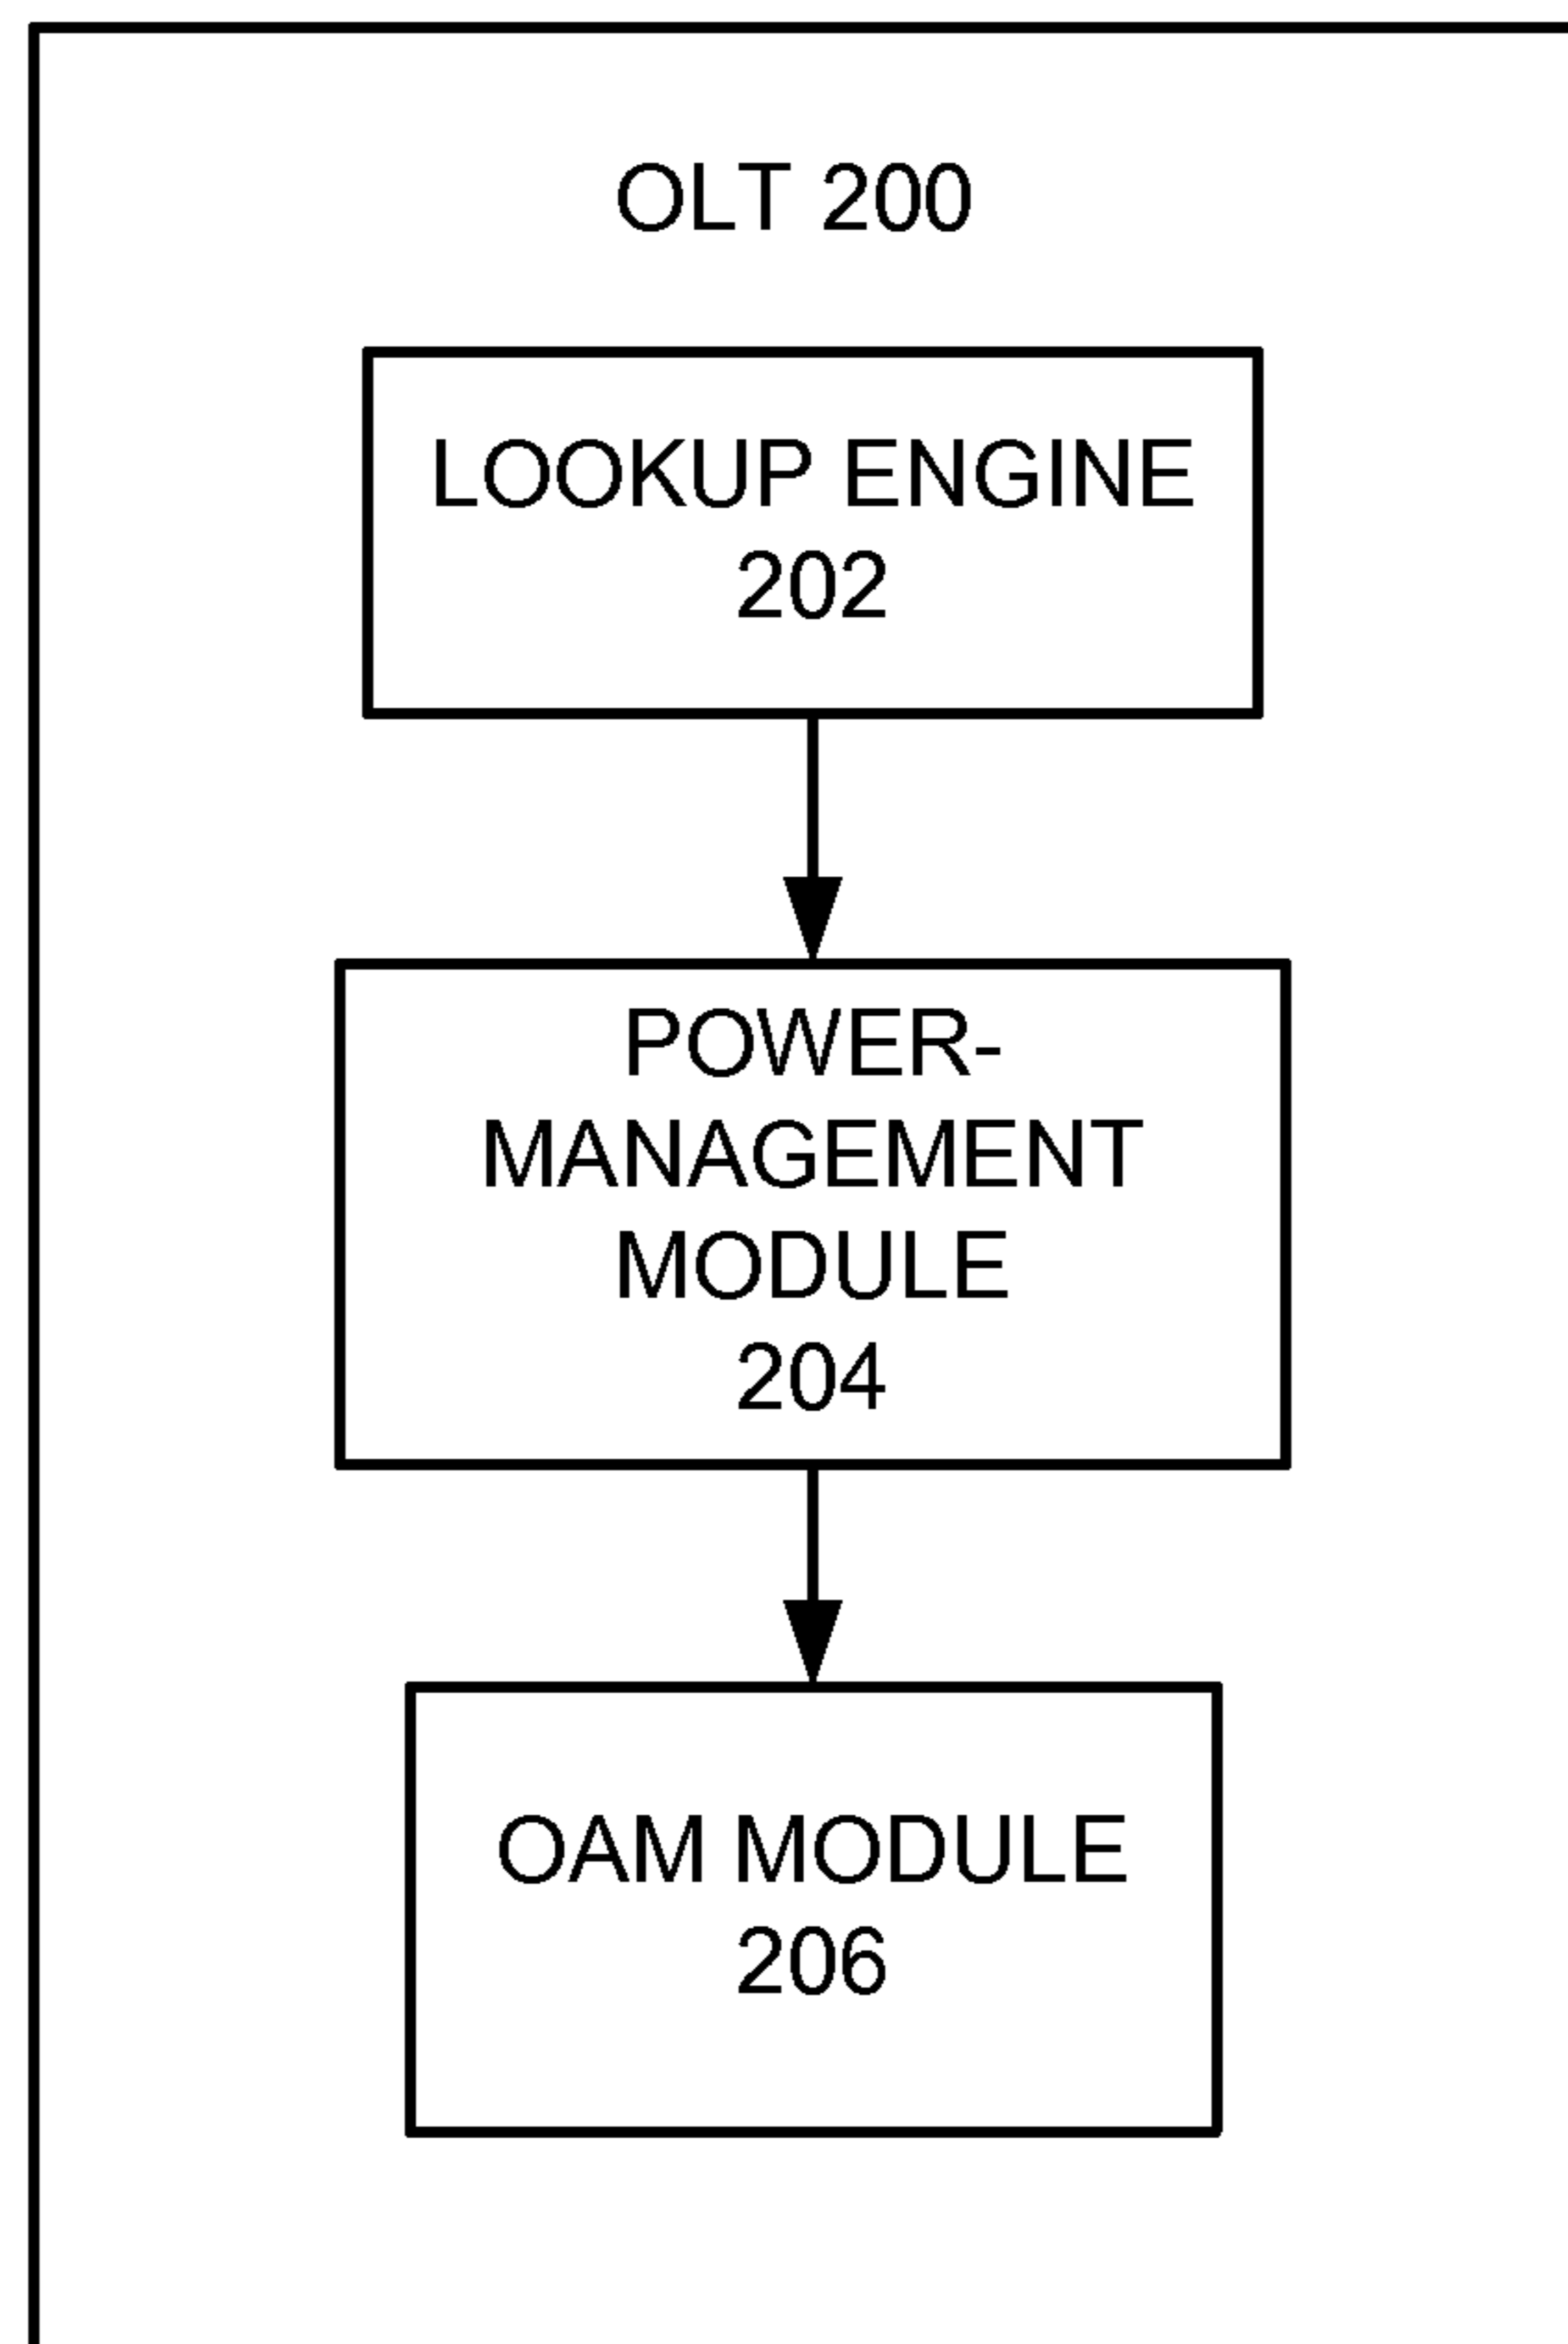 OLT 200
LOOKUP ENGINE
202
POWER-
MANAGEMENT
MODULE
204
OAM MODULE
206